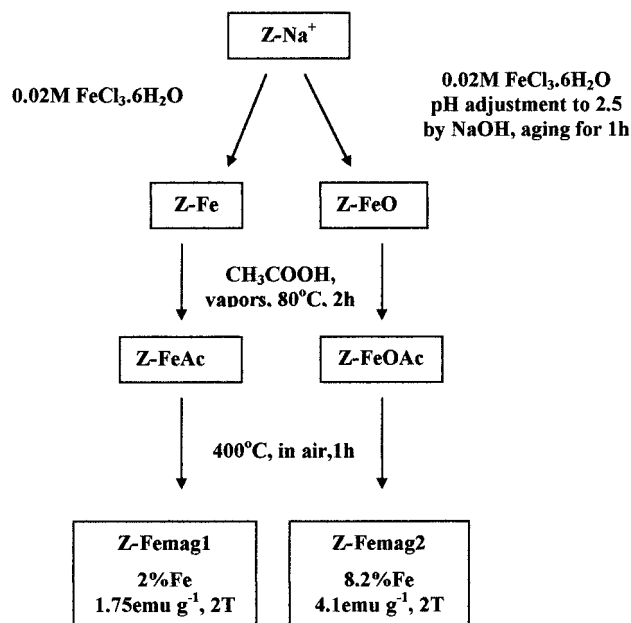 Z-Na⁺
0.02M FeCl₃.6H₂O
0.02M FeCl₃.6H₂O
pH adjustment to 2.5
by NaOH, aging for 1h
Z-Fe
Z-FeO
CH₃COOH,
vapors, 80°C, 2h
Z-FeAc
Z-FeOAc
400°C, in air,1h
Z-Femag1
2%Fe
1.75emu g⁻¹, 2T
Z-Femag2
8.2%Fe
4.1emu g⁻¹, 2T